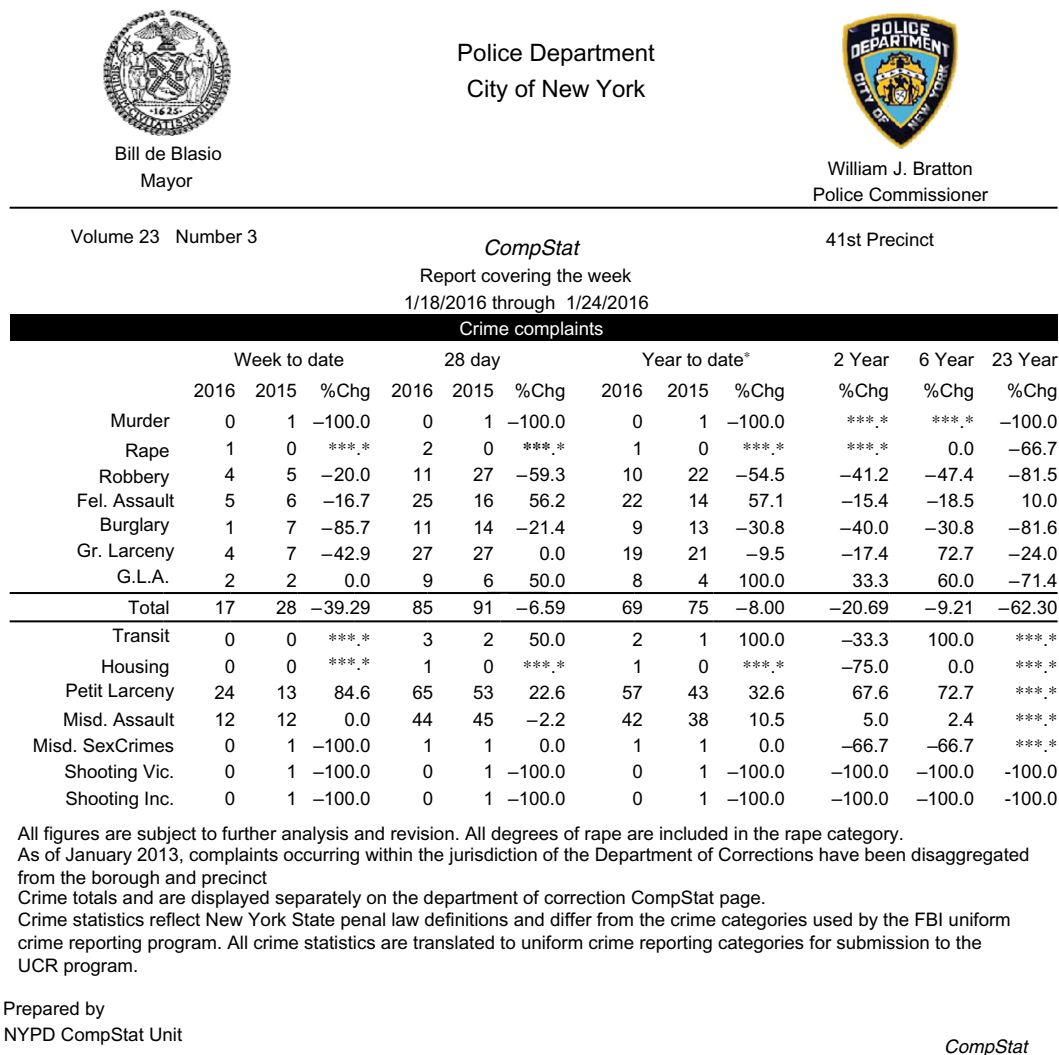 Police Department
City of New York
SIGILLUM CIVITATIS NOVI EBORACI
1625
POLICE
DEPARTMENT
CITY OF NEW YORK
Bill de Blasio
Mayor
William J. Bratton
Police Commissioner
Volume 23 Number 3
41st Precinct
CompStat
Report covering the week
1/18/2016 through 1/24/2016
Crime complaints
Week to date 28 day Year to date* 2 Year 6 Year 23 Year
2016 2015 %Chg 2016 2015 %Chg 2016 2015 %Chg %Chg %Chg %Chg
Murder 0 1 –100.0 0 1 –100.0 0 1 –100.0 ***.* ***.* –100.0
Rape 1 0 ***.* 2 0 ***.* 1 0 ***.* ***.* 0.0 –66.7
Robbery 4 5 –20.0 11 27 –59.3 10 22 –54.5 –41.2 –47.4 –81.5
Fel. Assault 5 6 –16.7 25 16 56.2 22 14 57.1 –15.4 –18.5 10.0
Burglary 1 7 –85.7 11 14 –21.4 9 13 –30.8 –40.0 –30.8 –81.6
Gr. Larceny 4 7 –42.9 27 27 0.0 19 21 –9.5 –17.4 72.7 –24.0
G.L.A. 2 2 0.0 9 6 50.0 8 4 100.0 33.3 60.0 –71.4
Total 17 28 –39.29 85 91 –6.59 69 75 –8.00 –20.69 –9.21 –62.30
Transit 0 0 ***.* 3 2 50.0 2 1 100.0 –33.3 100.0 ***.*
Housing 0 0 ***.* 1 0 ***.* 1 0 ***.* –75.0 0.0 ***.*
Petit Larceny 24 13 84.6 65 53 22.6 57 43 32.6 67.6 72.7 ***.*
Misd. Assault 12 12 0.0 44 45 –2.2 42 38 10.5 5.0 2.4 ***.*
Misd. SexCrimes 0 1 –100.0 1 1 0.0 1 1 0.0 –66.7 –66.7 ***.*
Shooting Vic. 0 1 –100.0 0 1 –100.0 0 1 –100.0 –100.0 –100.0 -100.0
Shooting Inc. 0 1 –100.0 0 1 –100.0 0 1 –100.0 –100.0 –100.0 -100.0
All figures are subject to further analysis and revision. All degrees of rape are included in the rape category.
As of January 2013, complaints occurring within the jurisdiction of the Department of Corrections have been disaggregated
from the borough and precinct
Crime totals and are displayed separately on the department of correction CompStat page.
Crime statistics reflect New York State penal law definitions and differ from the crime categories used by the FBI uniform
crime reporting program. All crime statistics are translated to uniform crime reporting categories for submission to the
UCR program.
Prepared by
NYPD CompStat Unit
CompStat